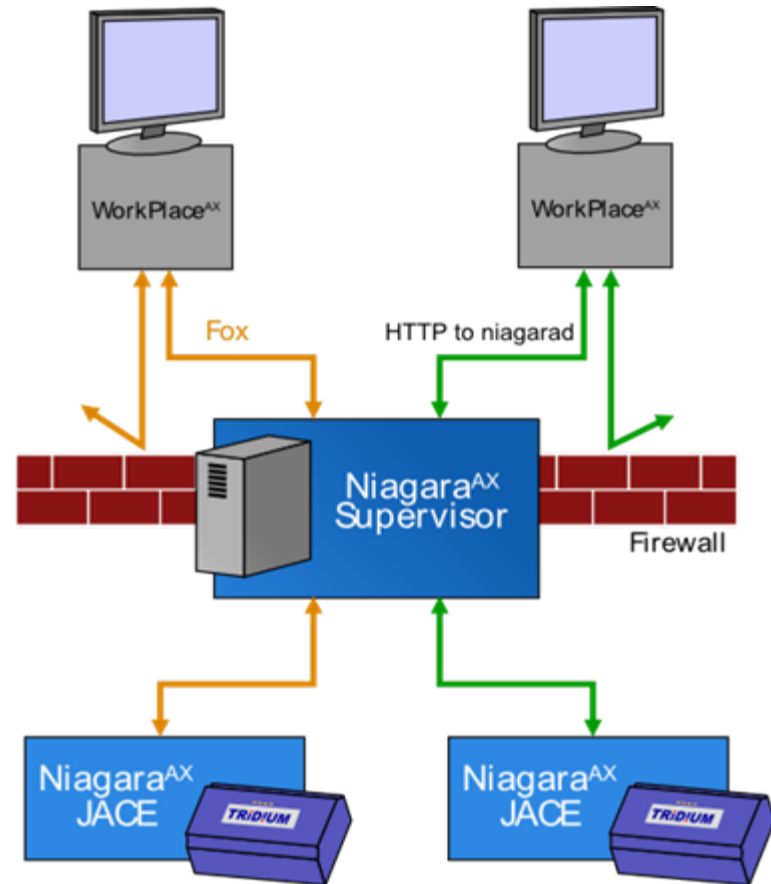 WorkPlaceᴬˣ
WorkPlaceᴬˣ
Fox
HTTP to niagarad
Niagaraᴬˣ
Supervisor
Firewall
Niagaraᴬˣ
JACE
TRiDiUM
Niagaraᴬˣ
JACE
TRiDiUM